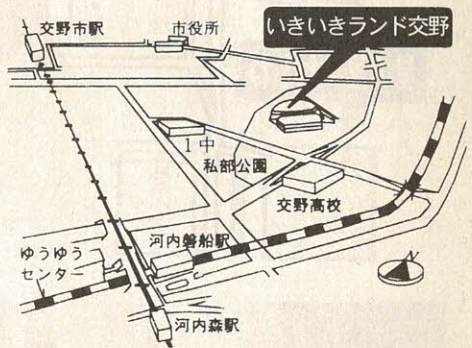 いきいきランド交野
交野市駅
市役所
1中
私部公園
交野高校
河内磐船駅
ゆうゆう
センター
河内森駅
N